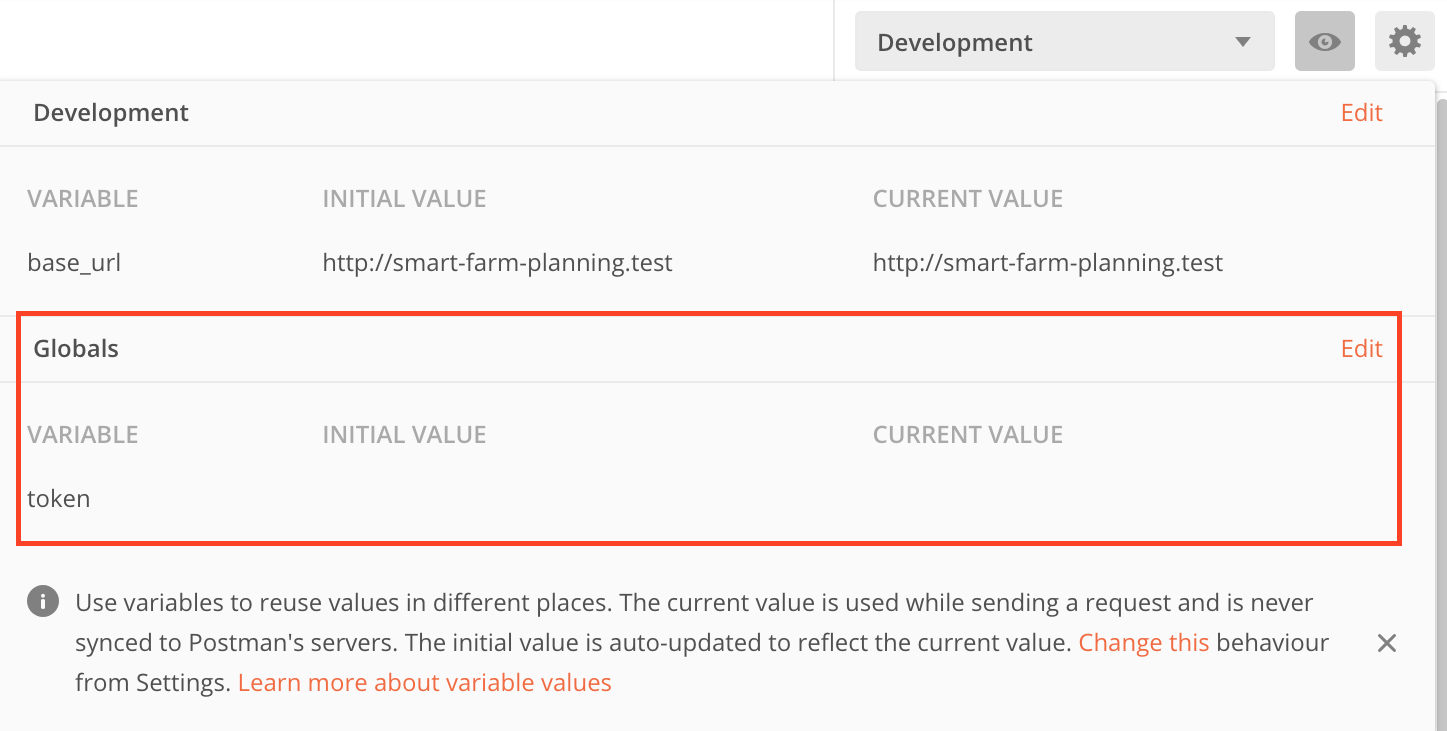 Development
Development Edit
VARIABLE INITIAL VALUE CURRENT VALUE
base_url http://smart-farm-planning.test http://smart-farm-planning.test
Globals Edit
VARIABLE INITIAL VALUE CURRENT VALUE
token
Use variables to reuse values in different places. The current value is used while sending a request and is never
synced to Postman's servers. The initial value is auto-updated to reflect the current value. Change this behaviour
from Settings. Learn more about variable values